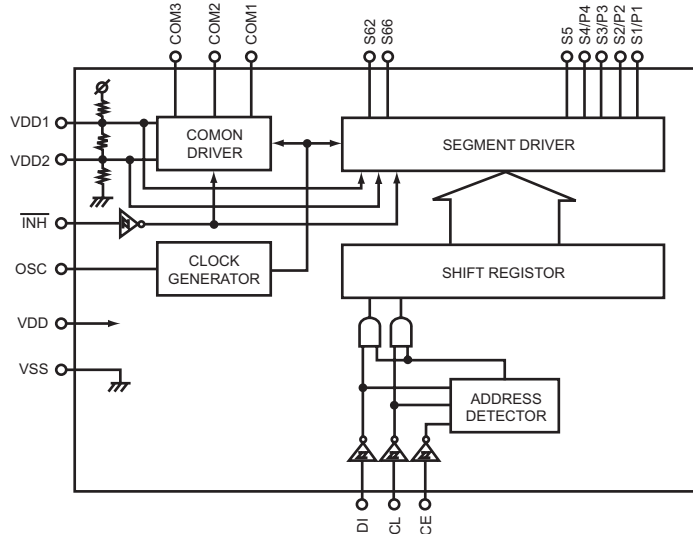 COM3
COM2
COM1
S62
S66
S5
S4/P4
S3/P3
S2/P2
S1/P1
VDD1
COMON
DRIVER
SEGMENT DRIVER
VDD2
INH
OSC
CLOCK
GENERATOR
SHIFT REGISTOR
VDD
VSS
ADDRESS
DETECTOR
DI
CL
CE